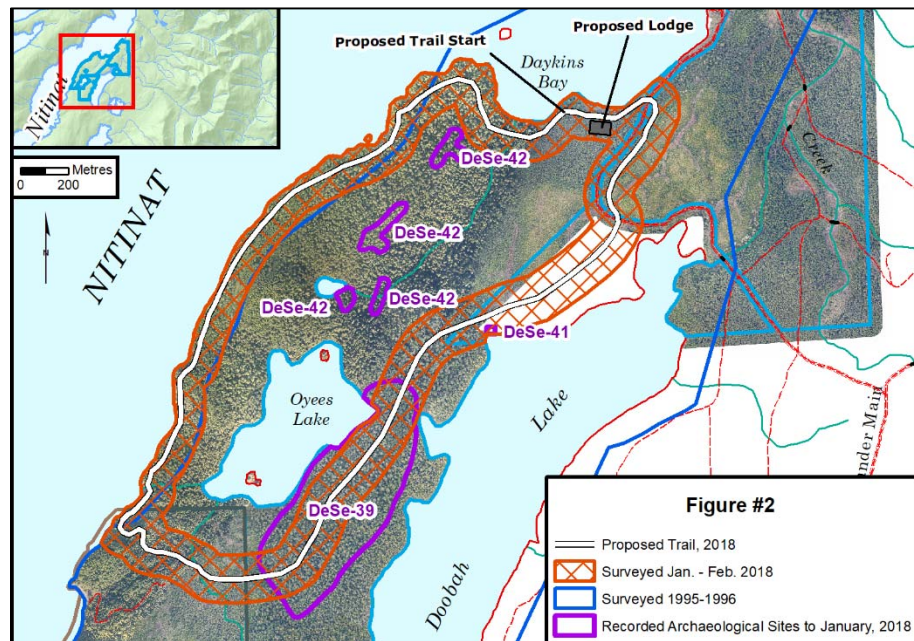 Nitinat
Metres
0 200
NITINAT
Proposed Trail Start
Proposed Lodge
Daykins
Bay
Creek
DeSe-42
DeSe-42
DeSe-42
DeSe-42
DeSe-41
Oyees
Lake
DeSe-39
Doobah
Lake
under Main
Figure #2
Proposed Trail, 2018
Surveyed Jan. - Feb. 2018
Surveyed 1995-1996
Recorded Archaeological Sites to January, 2018